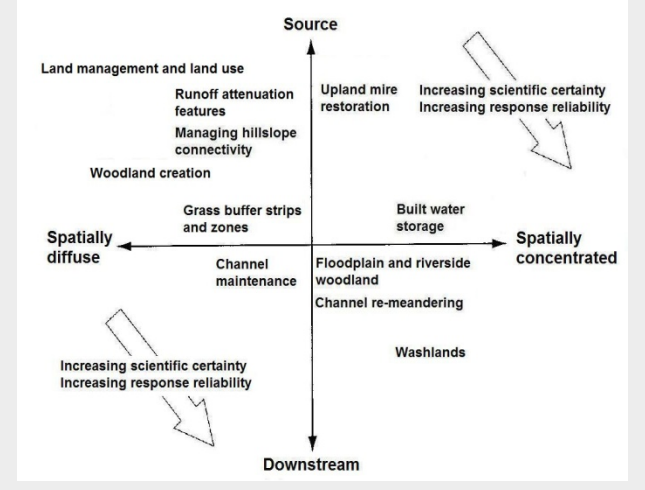 Source
Land management and land use
Runoff attenuation
features
Managing hillslope
connectivity
Woodland creation
Grass buffer strips
and zones
Upland mire
restoration
Increasing scientific certainty
Increasing response reliability
Built water
storage
Spatially
diffuse
Spatially
concentrated
Channel
maintenance
Floodplain and riverside
woodland
Channel re-meandering
Washlands
Increasing scientific certainty
Increasing response reliability
Downstream